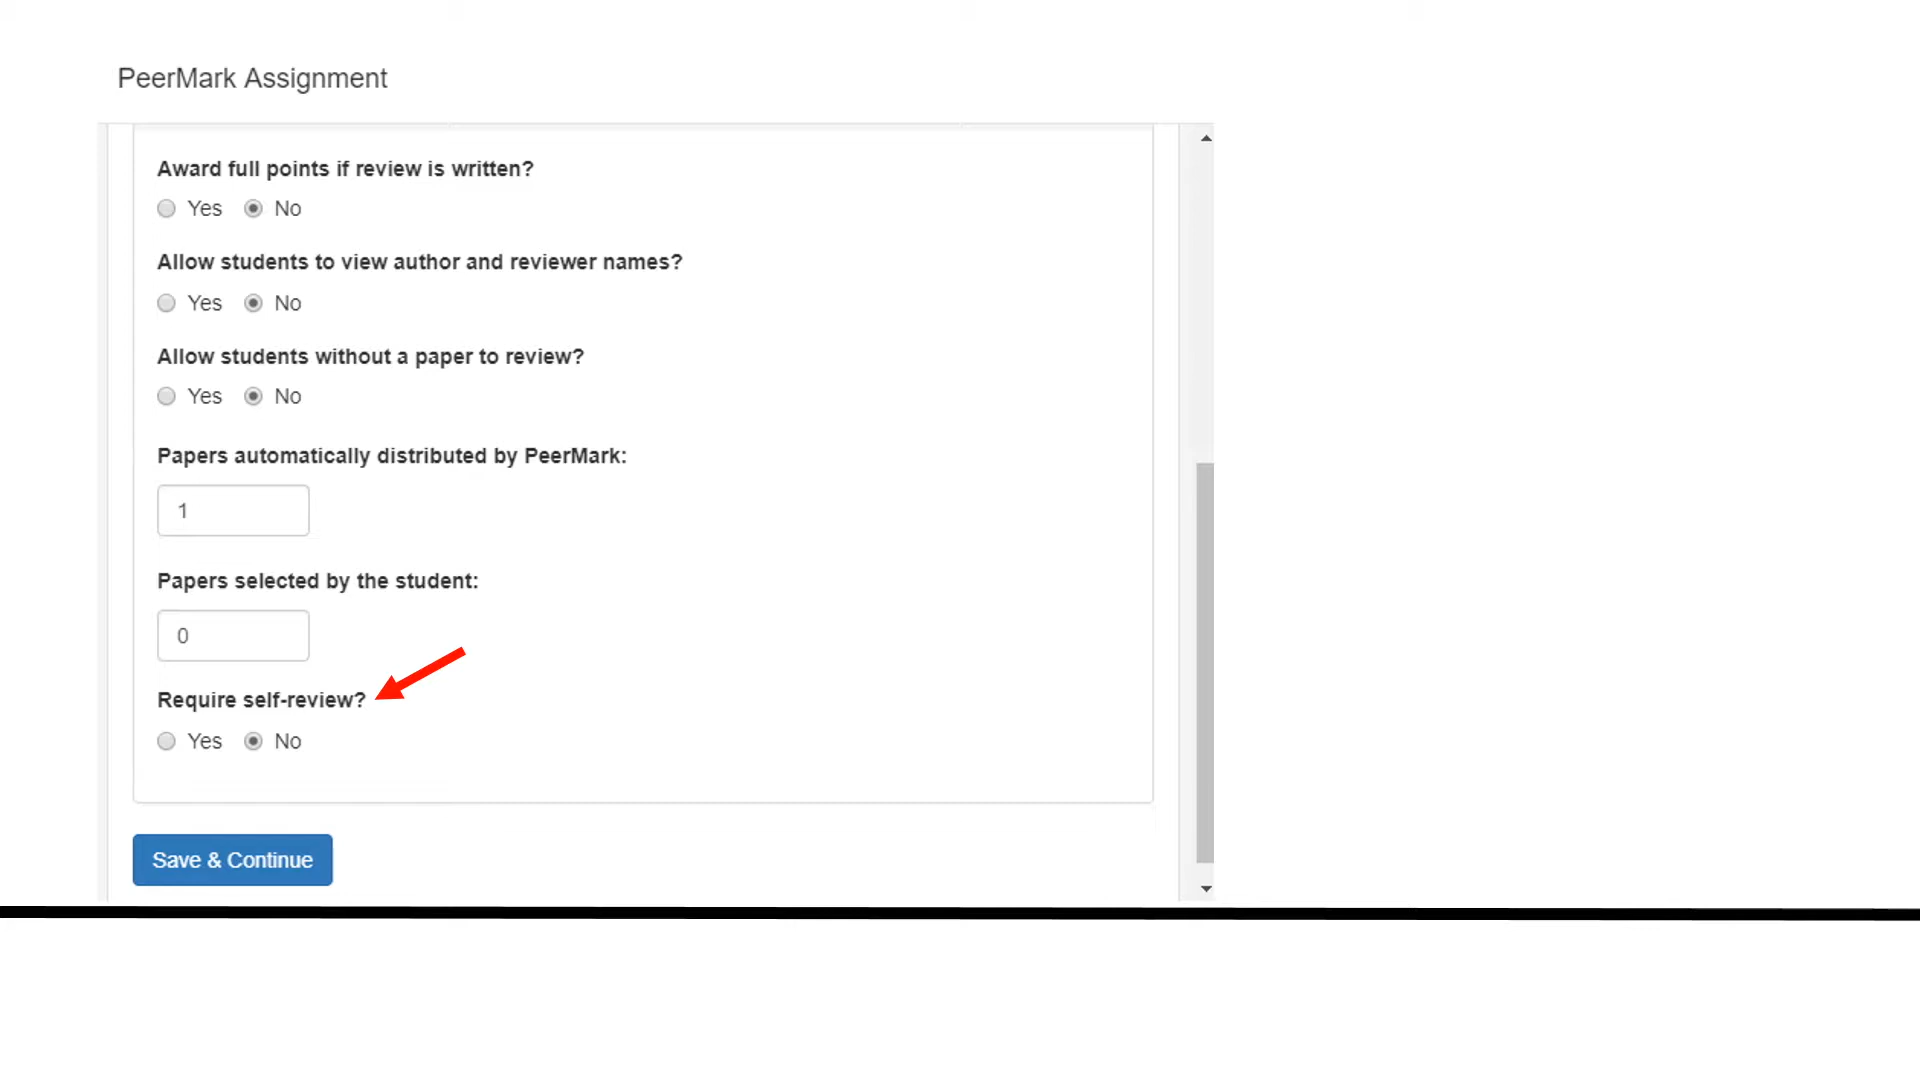 PeerMark Assignment
Award full points if review is written?
Yes No
Allow students to view author and reviewer names?
Yes No
Allow students without a paper to review?
Yes No
Papers automatically distributed by PeerMark:
1
Papers selected by the student:
0
Require self-review?
Yes No
Save & Continue